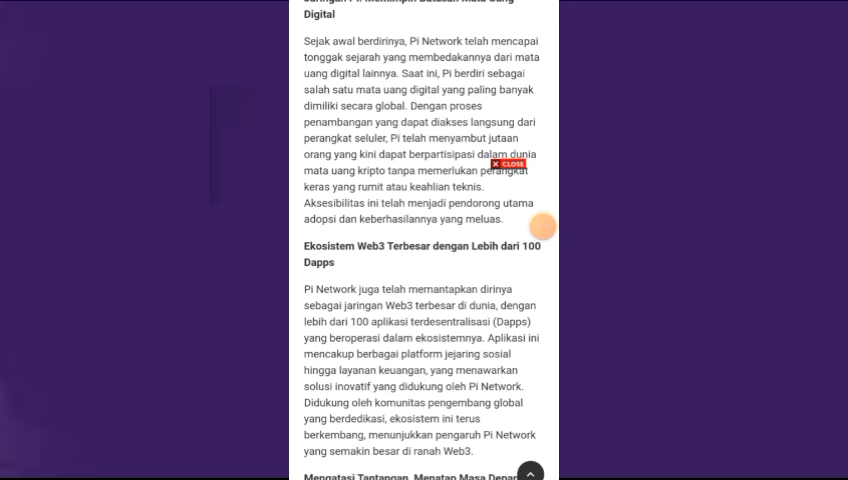 Jaringan Pi: Memimpin Batasan Mata Uang
Digital
Sejak awal berdirinya, Pi Network telah mencapai
tonggak sejarah yang membedakannya dari mata
uang digital lainnya. Saat ini, Pi berdiri sebagai
salah satu mata uang digital yang paling banyak
dimiliki secara global. Dengan proses
penambangan yang dapat diakses langsung dari
perangkat seluler, Pi telah menyambut jutaan
orang yang kini dapat berpartisipasi dalam dunia
CLOSE
mata uang kripto tanpa memerlukan perangkat
keras yang rumit atau keahlian teknis.
Aksesibilitas ini telah menjadi pendorong utama
adopsi dan keberhasilannya yang meluas.
Ekosistem Web3 Terbesar dengan Lebih dari 100
Dapps
Pi Network juga telah memantapkan dirinya
sebagai jaringan Web3 terbesar di dunia, dengan
lebih dari 100 aplikasi terdesentralisasi (Dapps)
yang beroperasi dalam ekosistemnya. Aplikasi ini
mencakup berbagai platform jejaring sosial
hingga layanan keuangan, yang menawarkan
solusi inovatif yang didukung oleh Pi Network.
Didukung oleh komunitas pengembang global
yang berdedikasi, ekosistem ini terus
berkembang, menunjukkan pengaruh Pi Network
yang semakin besar di ranah Web3.
Mengatasi Tantangan, Menatap Masa Depan